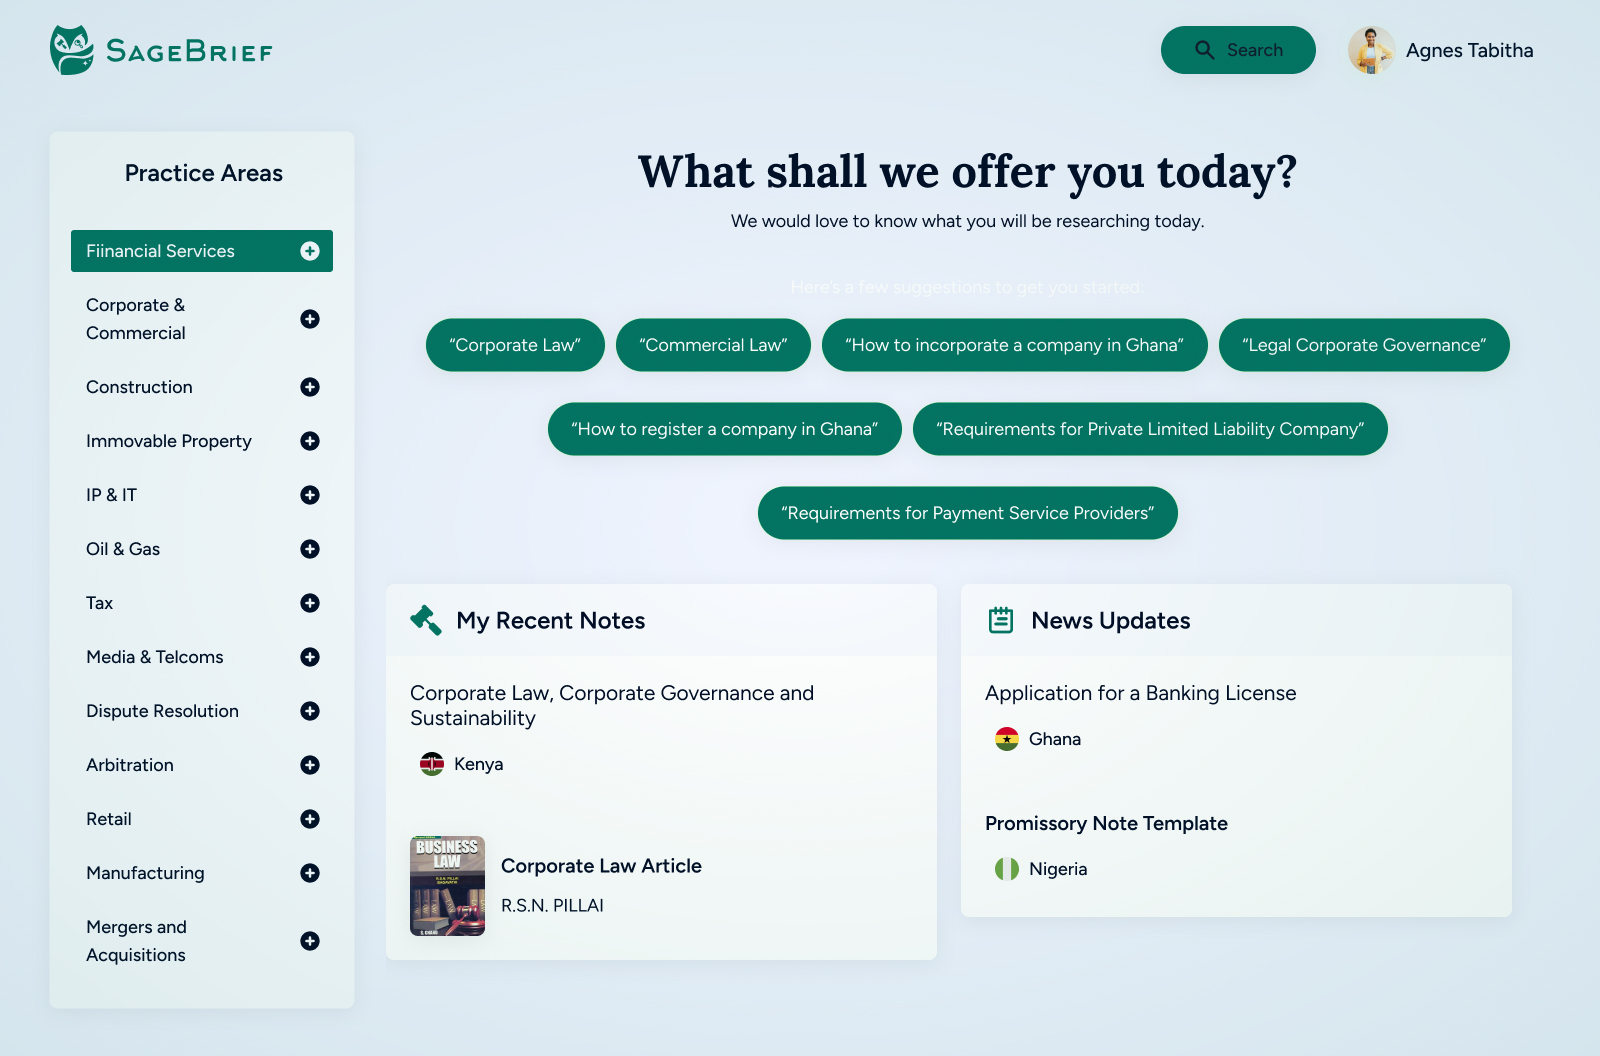 SAGEBRIEF
Search
Agnes Tabitha
Practice Areas
Fiinancial Services
Corporate &
Commercial
Construction
Immovable Property
IP & IT
Oil & Gas
Tax
Media & Telcoms
Dispute Resolution
Arbitration
Retail
Manufacturing
Mergers and
Acquisitions
What shall we offer you today?
We would love to know what you will be researching today.
Here's a few suggestions to get you started:
“Corporate Law”
“Commercial Law”
“How to incorporate a company in Ghana”
“Legal Corporate Governance”
“How to register a company in Ghana”
“Requirements for Private Limited Liability Company”
“Requirements for Payment Service Providers”
My Recent Notes
Corporate Law, Corporate Governance and
Sustainability
Kenya
BUSINESS
LAW
R.S.N. PILLAI
BAGAVATHI
S. CHAND
Corporate Law Article
R.S.N. PILLAI
News Updates
Application for a Banking License
Ghana
Promissory Note Template
Nigeria